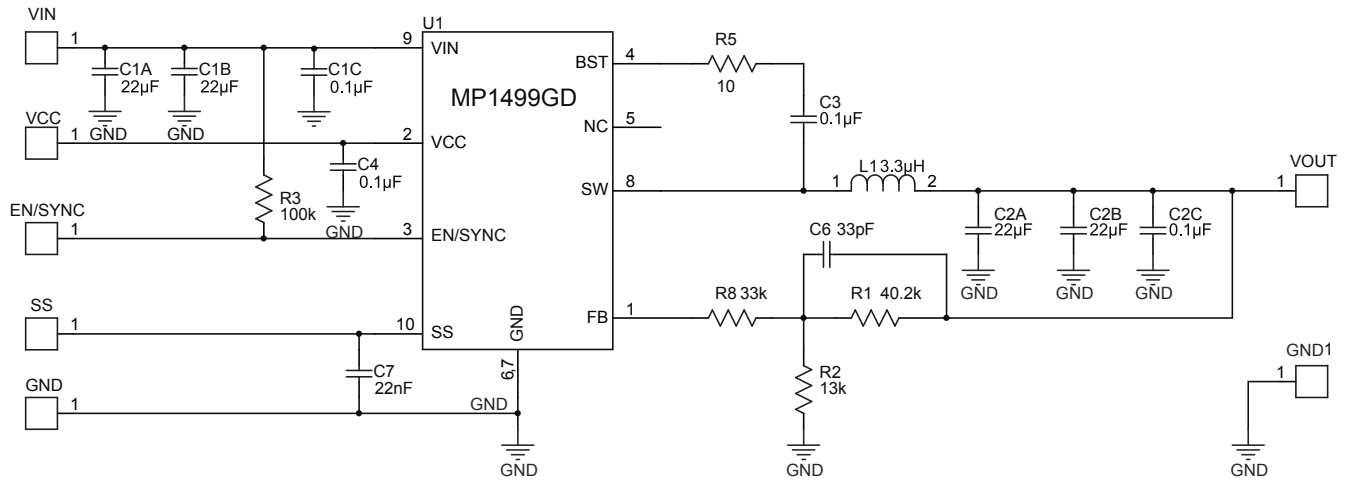 VIN
1
C1A
22µF
GND
C1B
22µF
GND
C1C
0.1µF
9
U1
VIN
MP1499GD
BST
4
R5
10
C3
0.1µF
NC
5
VCC
1
2
VCC
C4
0.1µF
GND
SW
8
1
L1 3.3µH
2
VOUT
1
C2A
22µF
GND
C2B
22µF
GND
C2C
0.1µF
GND
R3
100k
EN/SYNC
1
3
EN/SYNC
C6 33pF
FB
1
R8 33k
R1 40.2k
R2
13k
GND
SS
1
10
SS
GND
6,7
C7
22nF
GND
1
GND
GND
GND1
1
GND